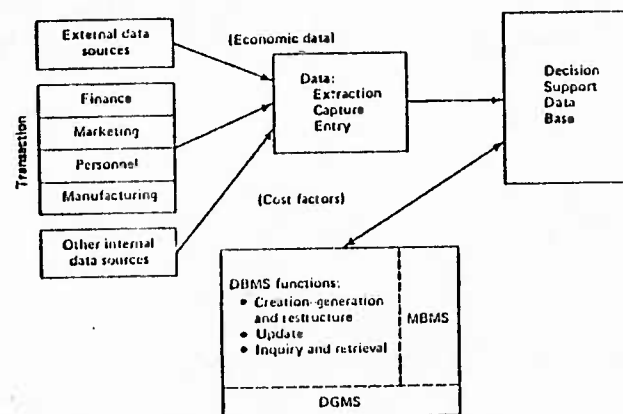 External data
sources
(Economic data)
Transaction
Finance
Marketing
Personnel
Manufacturing
Other internal
data sources
Data:
Extraction
Capture
Entry
(Cost factors)
Decision
Support
Data
Base
DBMS functions:
• Creation-generation
and restructure
• Update
• Inquiry and retrieval
MBMS
DGMS